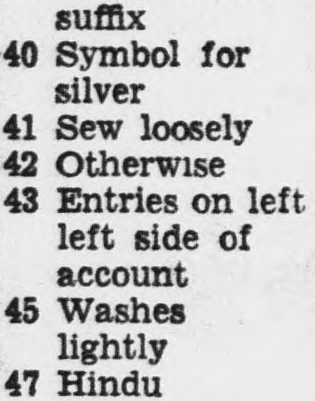 suffix
40 Symbol for
silver
41 Sew loosely
42 Otherwise
43 Entries on left
left side of
account
45 Washes
lightly
47 Hindu